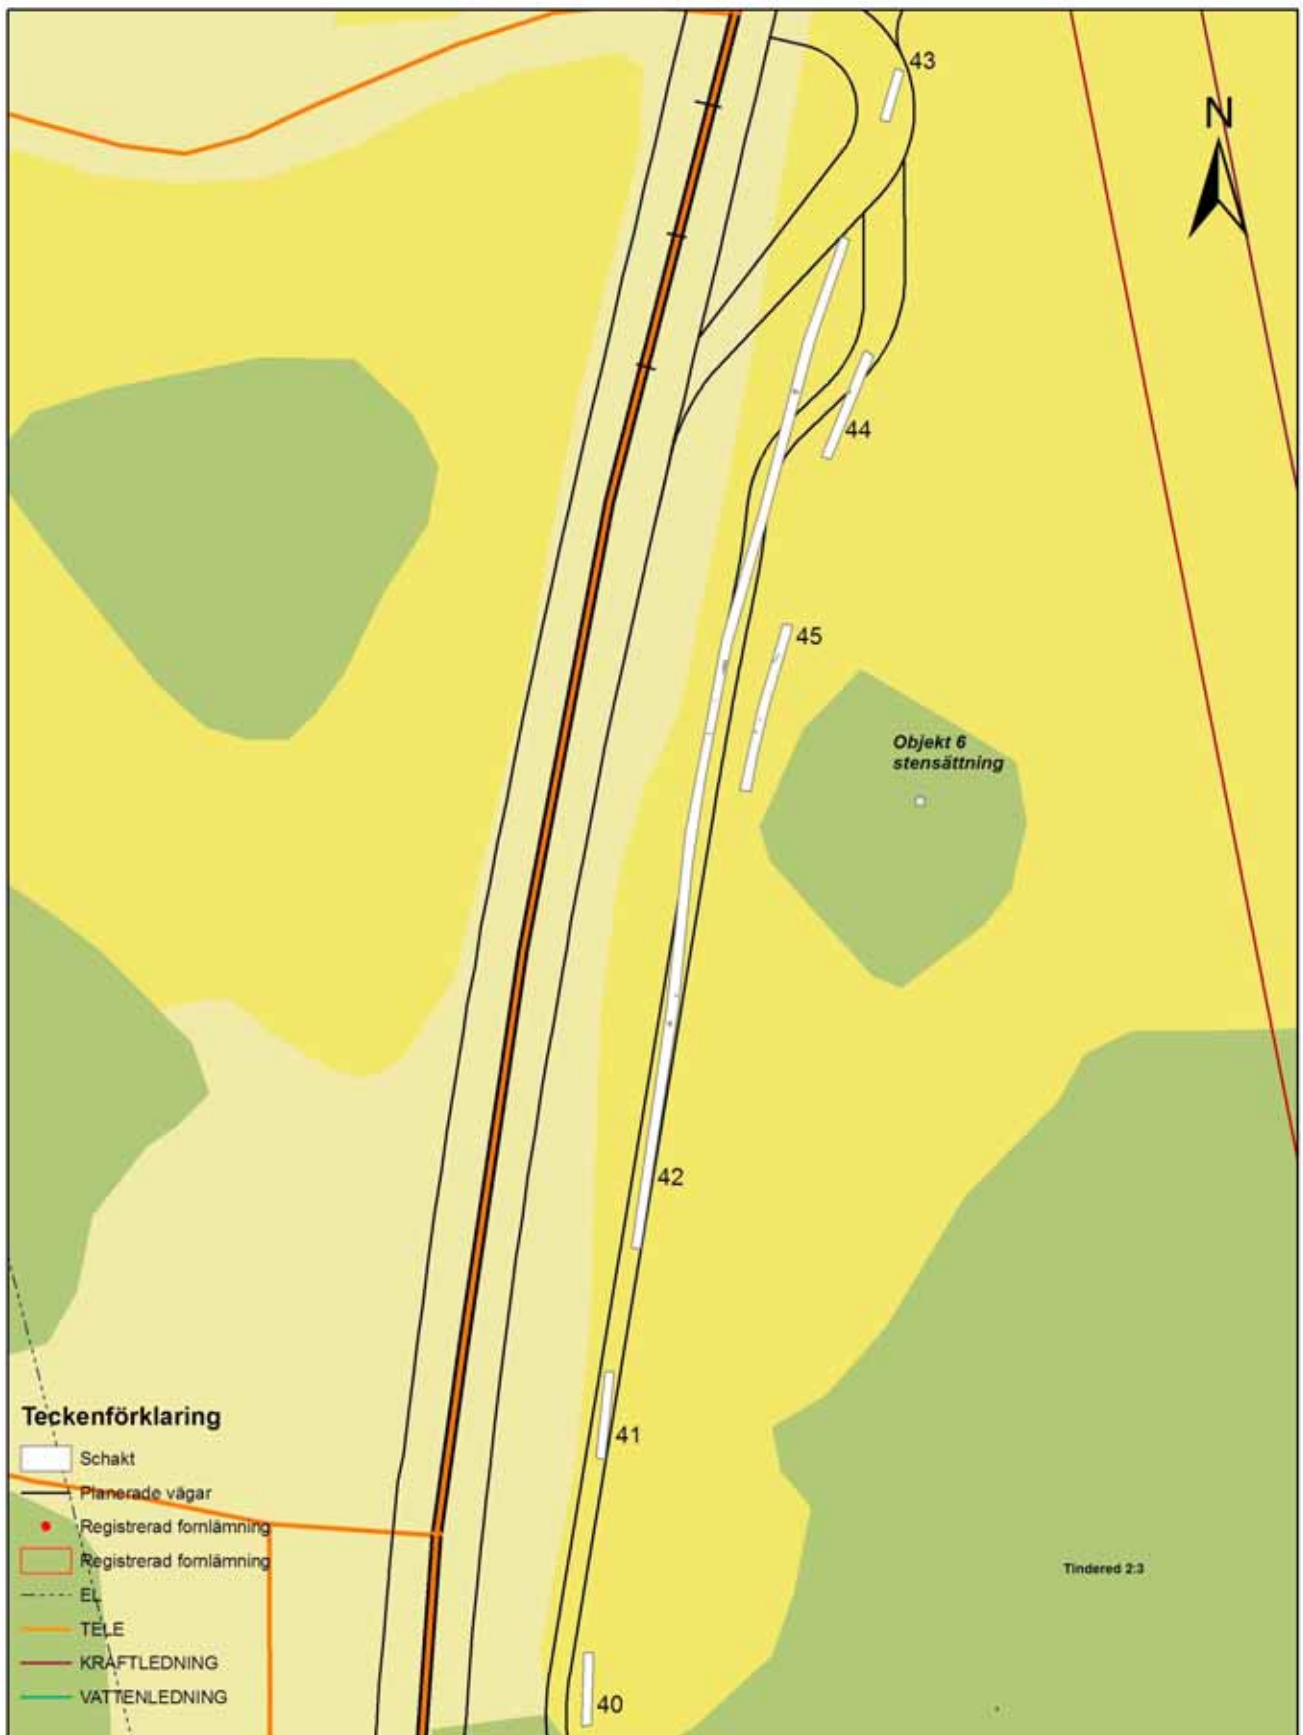 43
N
44
45
Objekt 6
stensättning
42
41
Teckenförklaring
Schakt
Planerade vägar
Registrerad fornlämning
Registrerad fornlämning
EL
TELE
KRAFTLEDNING
VATTENLEDNING
Tindered 2:3
40